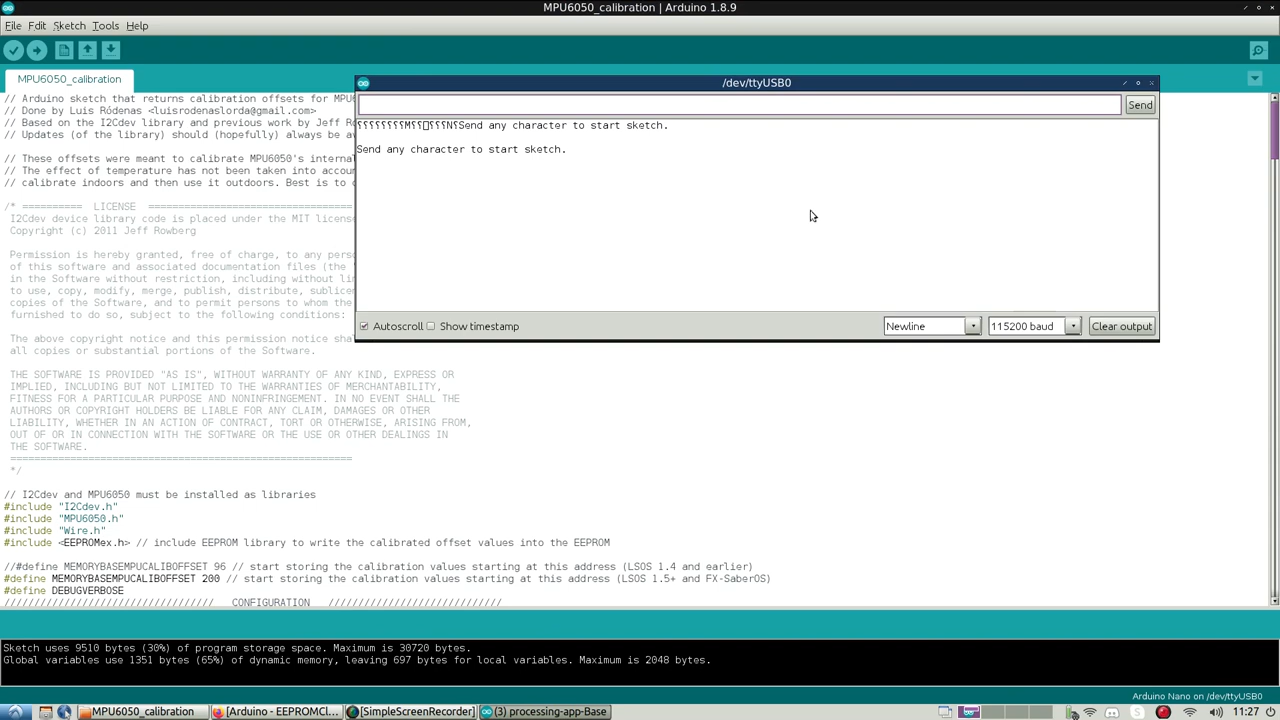 MPU6050_calibration | Arduino 1.8.9
File Edit Sketch Tools Help
MPU6050_calibration
// Arduino sketch that returns calibration offsets for MPU6
// Done by Luis Ródenas <luisrodenaslorda@gmail.com>
// Based on the I2Cdev library and previous work by Jeff R
// Updates (of the library) should (hopefully) always be av
// These offsets were meant to calibrate MPU6050's internal
// The effect of temperature has not been taken into accou
// calibrate indoors and then use it outdoors. Best is to c
/* ========== LICENSE ==================================
I2Cdev device library code is placed under the MIT license
Copyright (c) 2011 Jeff Rowberg
Permission is hereby granted, free of charge, to any perso
of this software and associated documentation files (the "
in the Software without restriction, including without lim
to use, copy, modify, merge, publish, distribute, sublicen
copies of the Software, and to permit persons to whom the
furnished to do so, subject to the following conditions:
The above copyright notice and this permission notice shal
all copies or substantial portions of the Software.
THE SOFTWARE IS PROVIDED "AS IS", WITHOUT WARRANTY OF ANY KIND, EXPRESS OR
IMPLIED, INCLUDING BUT NOT LIMITED TO THE WARRANTIES OF MERCHANTABILITY,
FITNESS FOR A PARTICULAR PURPOSE AND NONINFRINGEMENT. IN NO EVENT SHALL THE
AUTHORS OR COPYRIGHT HOLDERS BE LIABLE FOR ANY CLAIM, DAMAGES OR OTHER
LIABILITY, WHETHER IN AN ACTION OF CONTRACT, TORT OR OTHERWISE, ARISING FROM,
OUT OF OR IN CONNECTION WITH THE SOFTWARE OR THE USE OR OTHER DEALINGS IN
THE SOFTWARE.
=========================================================
*/
// I2Cdev and MPU6050 must be installed as libraries
#include "I2Cdev.h"
#include "MPU6050.h"
#include "Wire.h"
#include <EEPROMex.h> // include EEPROM library to write the calibrated offset values into the EEPROM
//#define MEMORYBASEMPUCALIBOFFSET 96 // start storing the calibration values starting at this address (LSOS 1.4 and earlier)
#define MEMORYBASEMPUCALIBOFFSET 200 // start storing the calibration values starting at this address (LSOS 1.5+ and FX-SaberOS)
#define DEBUGVERBOSE
/////////////////////////////////// CONFIGURATION /////////////////////////////
/dev/ttyUSB0
Send
Send any character to start sketch.
Send any character to start sketch.
Autoscroll Show timestamp Newline 115200 baud Clear output
Sketch uses 9510 bytes (30%) of program storage space. Maximum is 30720 bytes.
Global variables use 1351 bytes (65%) of dynamic memory, leaving 697 bytes for local variables. Maximum is 2048 bytes.
Arduino Nano on /dev/ttyUSB0
MPU6050_calibration [Arduino - EEPROMCl... [SimpleScreenRecorder] (3) processing-app-Base 11:27